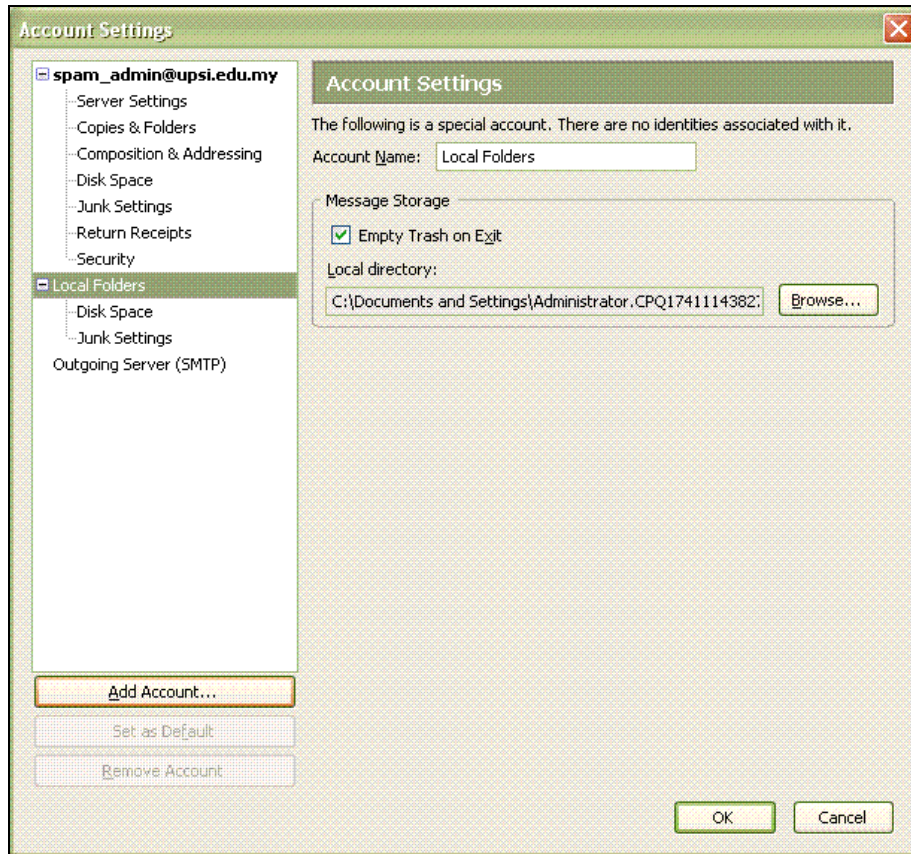 Account Settings
spam_admin@upsi.edu.my
Server Settings
Copies & Folders
Composition & Addressing
Disk Space
Junk Settings
Return Receipts
Security
Local Folders
Disk Space
Junk Settings
Outgoing Server (SMTP)
Add Account...
Set as Default
Remove Account
Account Settings
The following is a special account. There are no identities associated with it.
Account Name: Local Folders
Message Storage
Empty Trash on Exit
Local directory:
C:\Documents and Settings\Administrator.CPQ17411143827 Browse...
OK Cancel